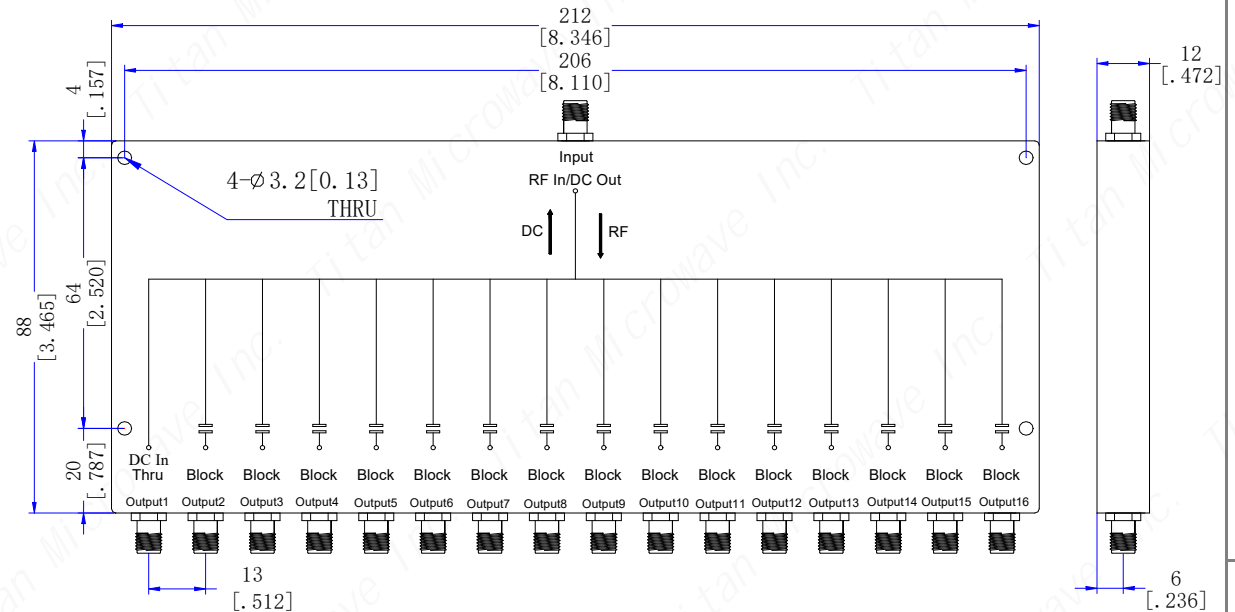 212
[8.346]
206
[8.110]
12
[.472]
4
[.157]
Input
RF In/DC Out
4-Ø3.2[0.13]
THRU
DC
RF
88
[3.465]
64
[2.520]
20
[.787]
DC In
Thru Block Block Block Block Block Block Block Block Block Block Block Block Block Block Block
Output1 Output2 Output3 Output4 Output5 Output6 Output7 Output8 Output9 Output10 Output11 Output12 Output13 Output14 Output15 Output16
13
[.512]
6
[.236]
Titan Microwave Inc.